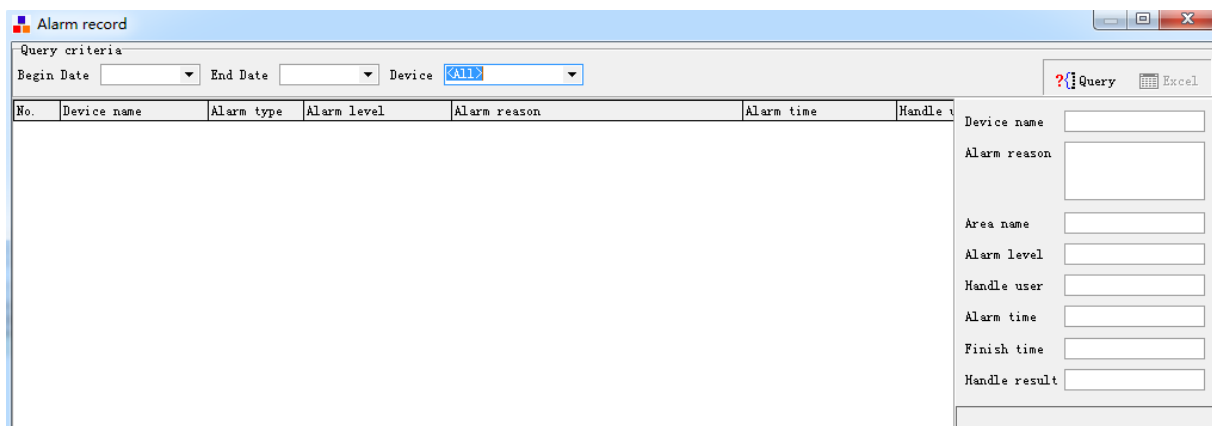 Alarm record
Query criteria
Begin Date End Date Device <All>
Query Excel
No. Device name Alarm type Alarm level Alarm reason Alarm time Handle
Device name
Alarm reason
Area name
Alarm level
Handle user
Alarm time
Finish time
Handle result